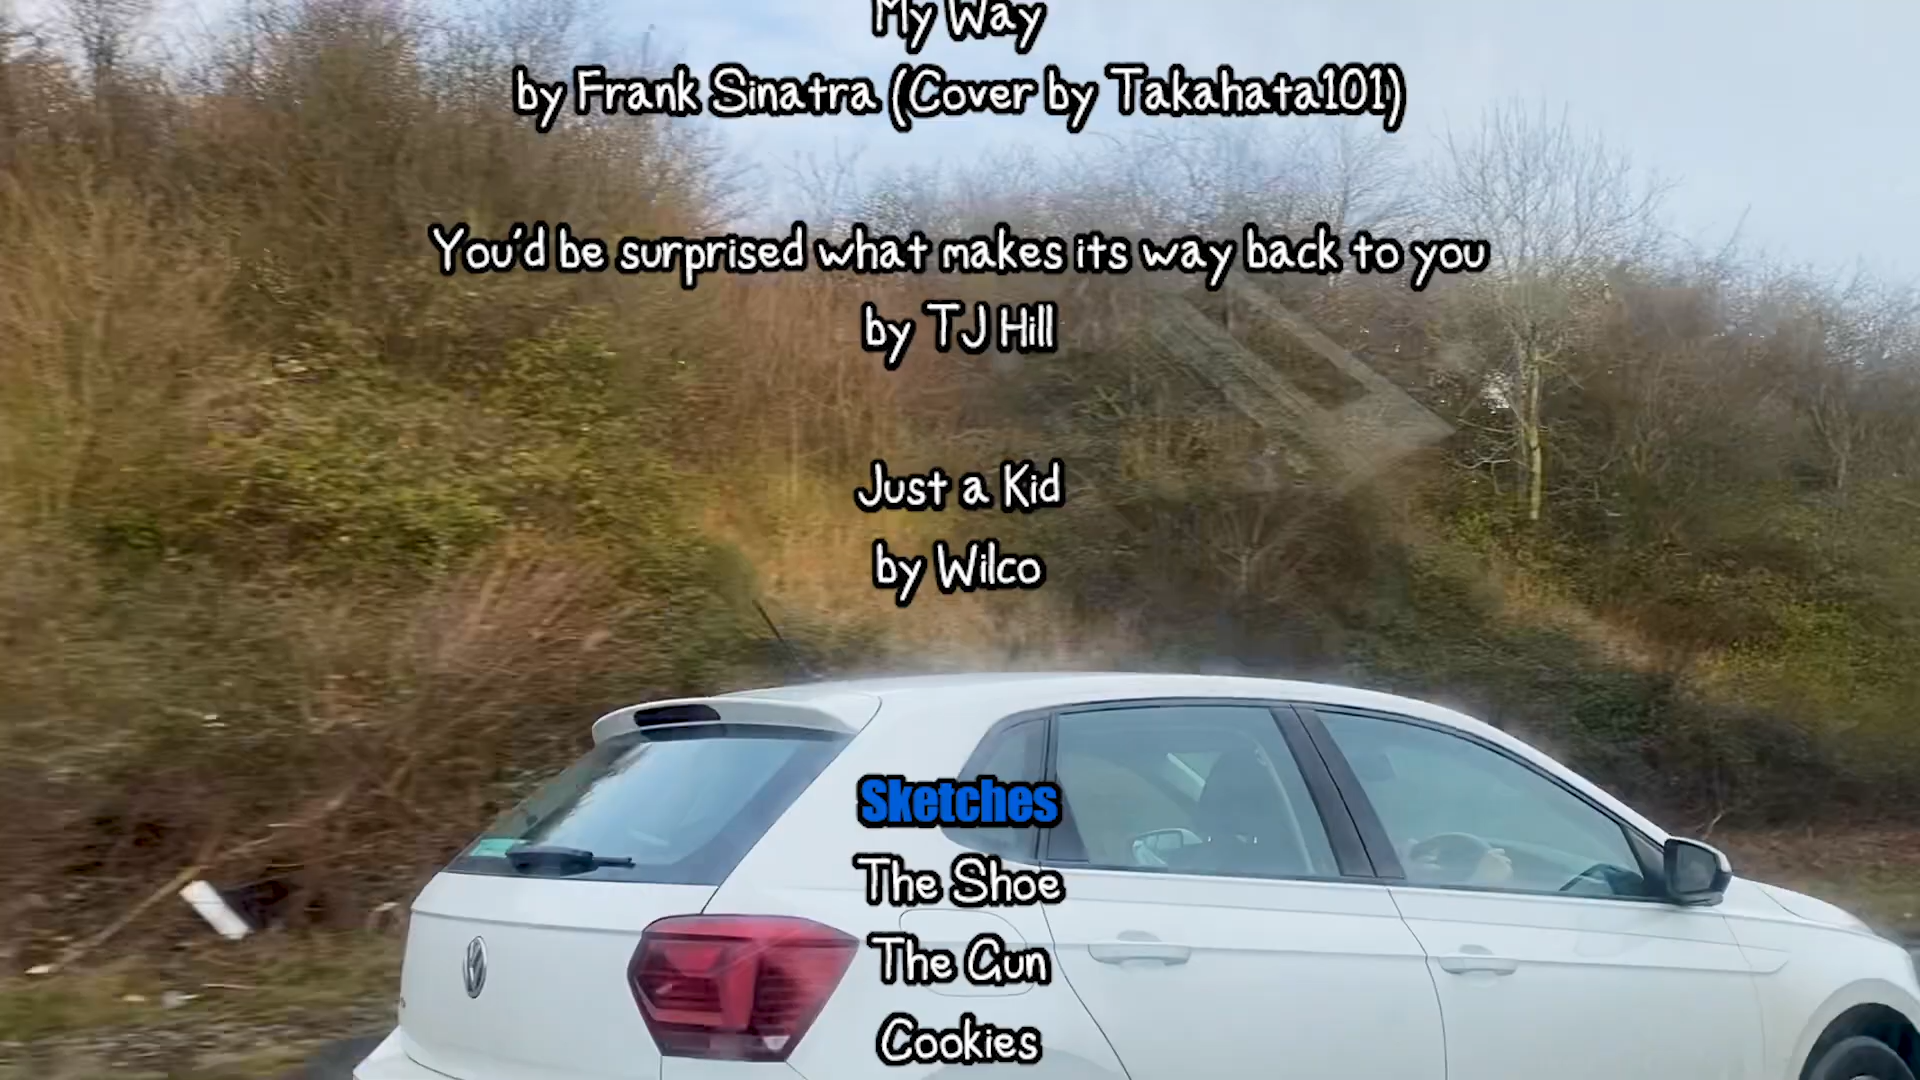 My Way
by Frank Sinatra (Cover by Takahata101)
You'd be surprised what makes its way back to you
by TJ Hill
Just a Kid
by Wilco
Sketches
The Shoe
The Gun
Cookies